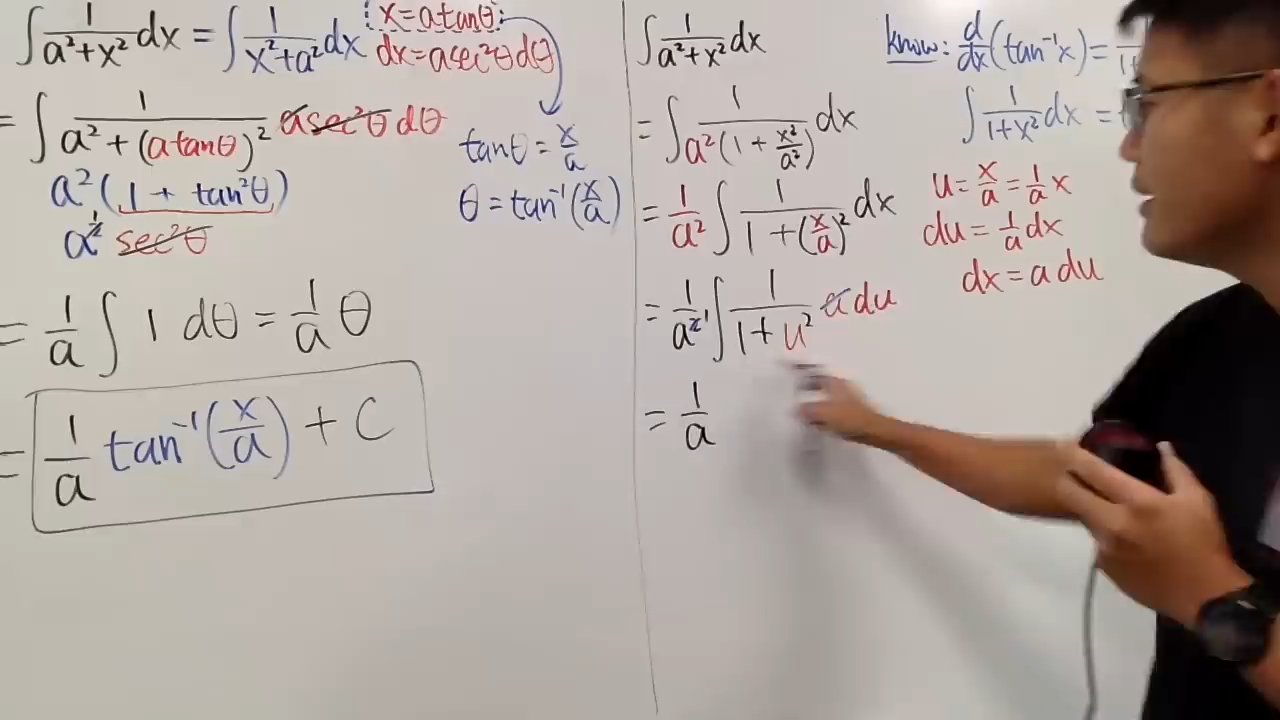 ∫ 1/(a²+x²) dx = ∫ 1/(x²+a²) dx
x = a tanθ
dx = a sec²θ dθ
= ∫ 1/(a² + (a tanθ)²) a sec²θ dθ
a²(1 + tan²θ)
a² sec²θ
1
tanθ = x/a
θ = tan⁻¹(x/a)
= 1/a ∫ 1 dθ = 1/a θ
= 1/a tan⁻¹(x/a) + C
∫ 1/(a²+x²) dx
= ∫ 1/(a²(1 + x²/a²)) dx
= 1/a² ∫ 1/(1 + (x/a)²) dx
= 1/a² ∫ 1/(1 + u²) a du
1
= 1/a
know: d/dx (tan⁻¹x) = 1
∫ 1/(1+x²) dx =
u = x/a = 1/a x
du = 1/a dx
dx = a du